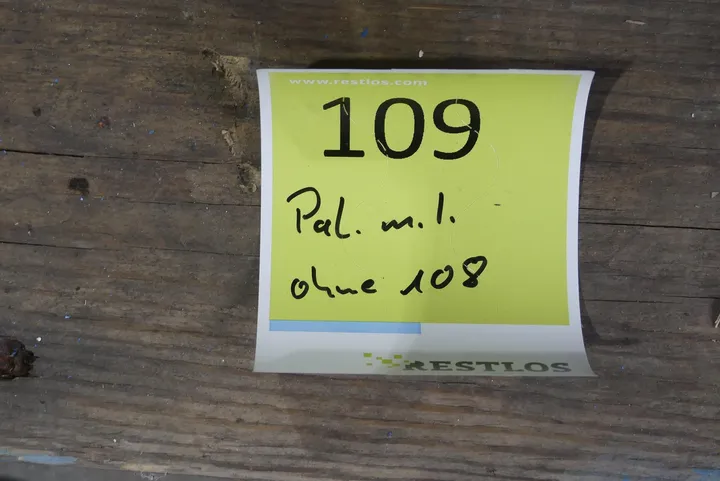 www.restlos.com
109
Pal. m. l.
ohne 108
RESTLOS